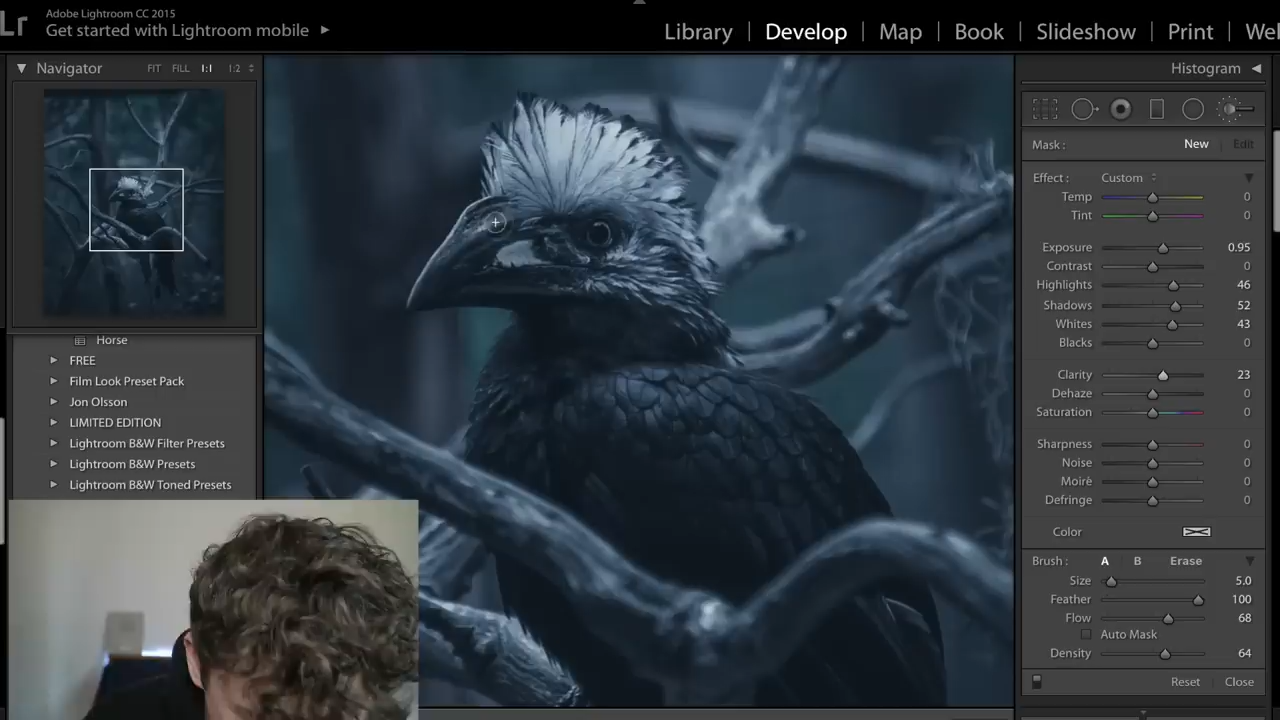 Lr
Adobe Lightroom CC 2015
Get started with Lightroom mobile
Library | Develop | Map | Book | Slideshow | Print | Wel
Navigator FIT FILL 1:1 1:2
Histogram
Mask : New Edit
Effect : Custom
Temp 0
Tint 0
Exposure 0.95
Contrast 0
Highlights 46
Shadows 52
Whites 43
Blacks 0
Clarity 23
Dehaze 0
Saturation 0
Sharpness 0
Noise 0
Moiré 0
Defringe 0
Color
Brush : A B Erase
Size 5.0
Feather 100
Flow 68
Auto Mask
Density 64
Reset Close
Horse
FREE
Film Look Preset Pack
Jon Olsson
LIMITED EDITION
Lightroom B&W Filter Presets
Lightroom B&W Presets
Lightroom B&W Toned Presets